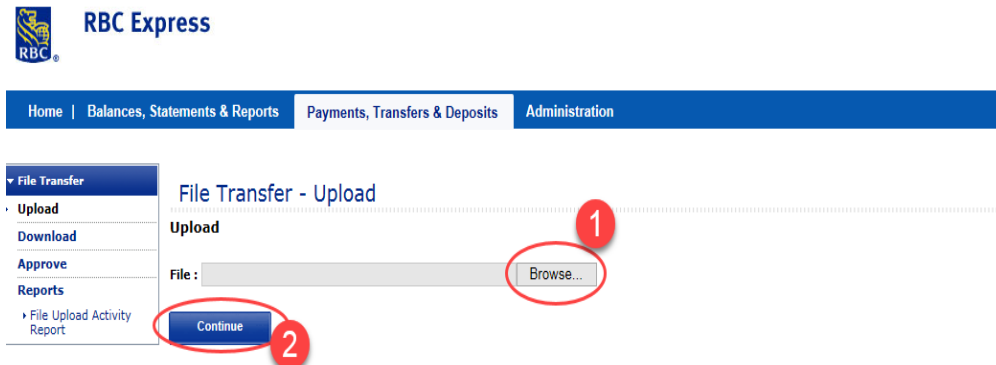 RBC Express
RBC®
Home | Balances, Statements & Reports Payments, Transfers & Deposits Administration
File Transfer
Upload
Download
Approve
Reports
File Upload Activity
Report
File Transfer - Upload
Upload
1
File : Browse...
Continue
2